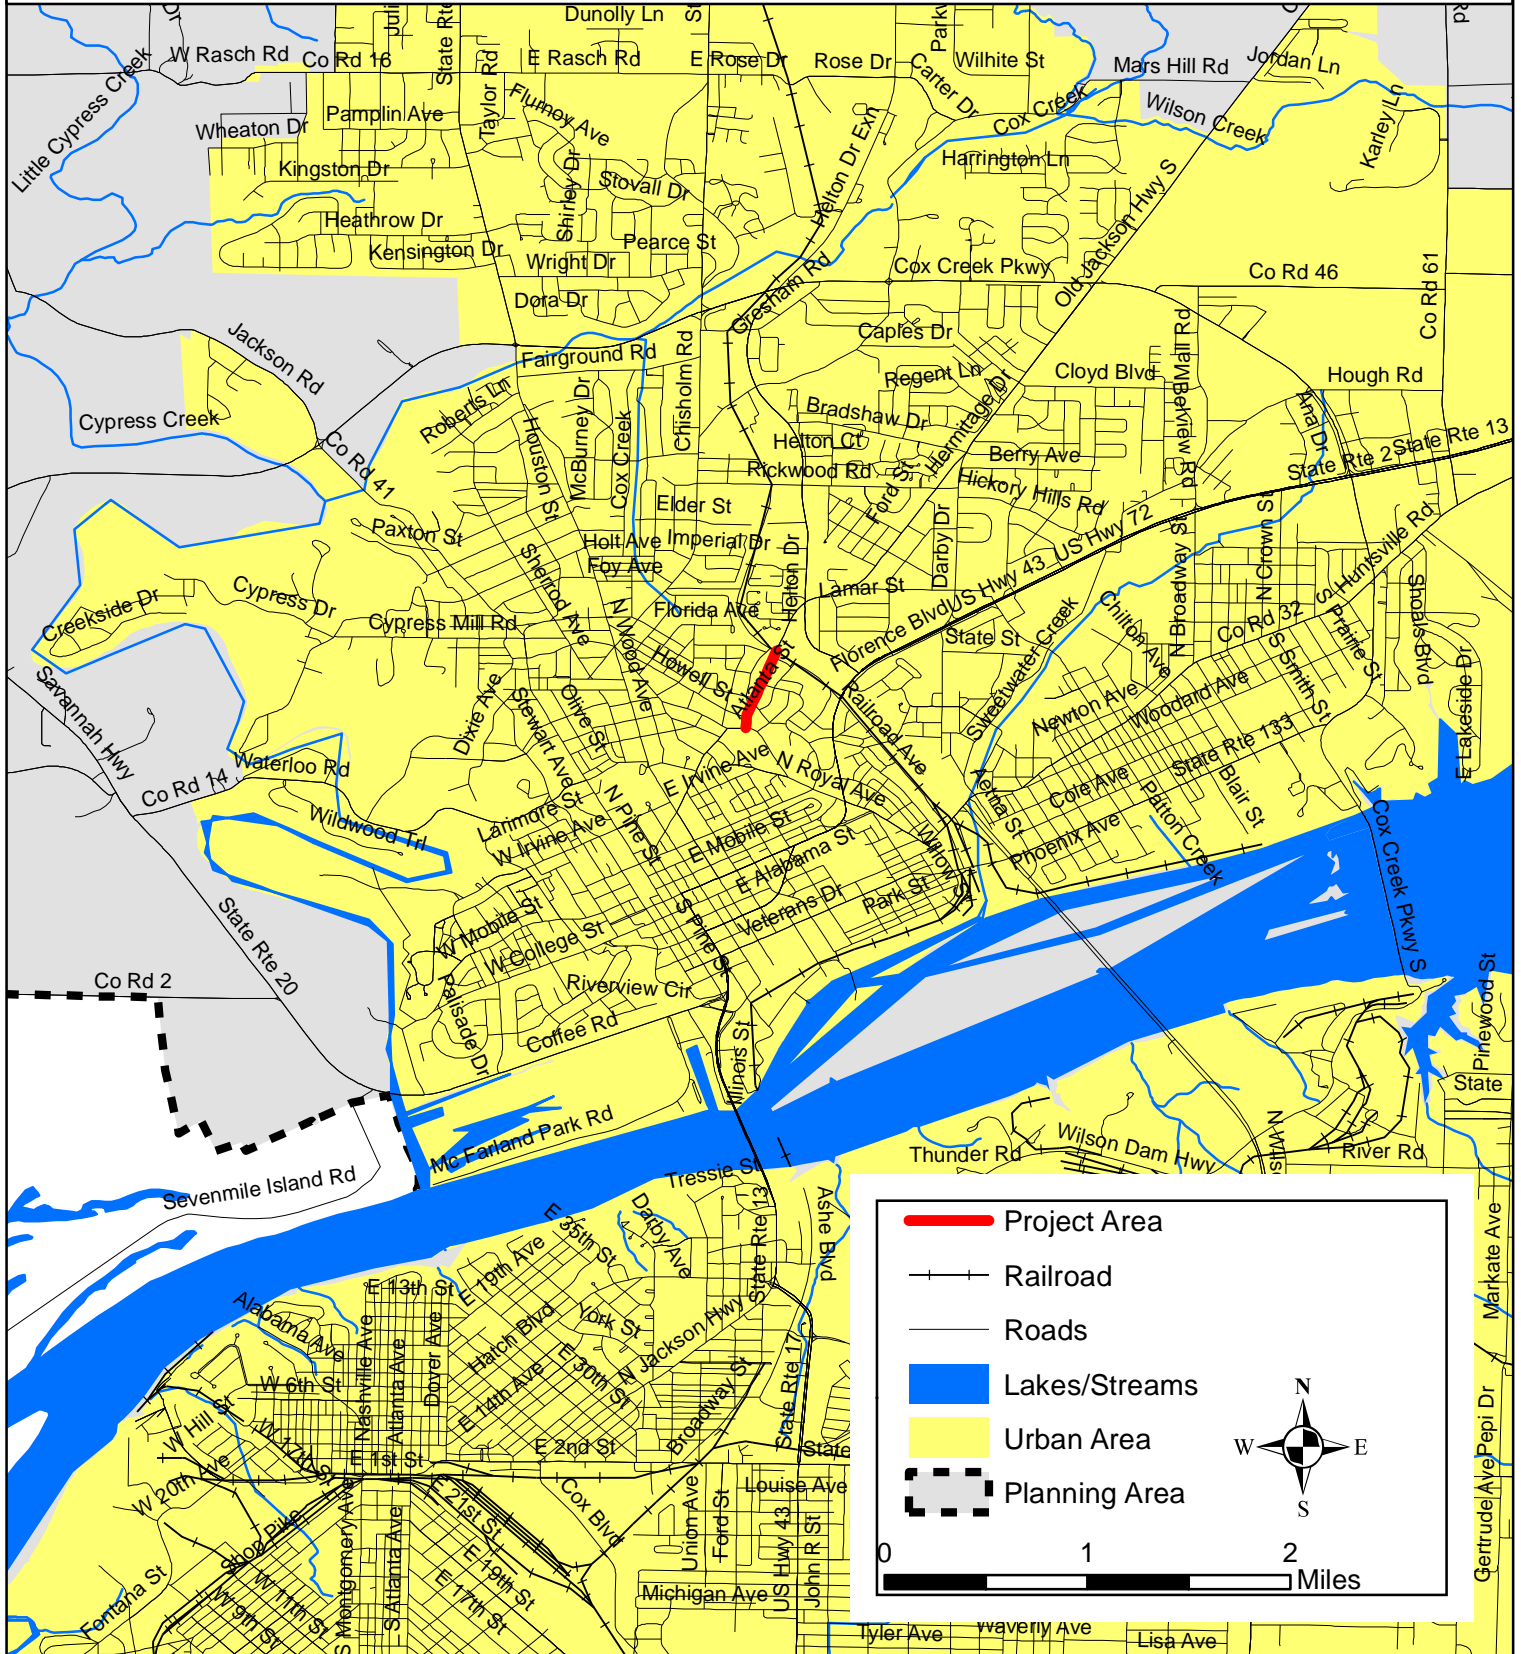 Dr
Juli
State Rte
Dunolly Ln
St
Parkv
C
Rd
W Rasch Rd
Co Rd 16
E Rasch Rd
E Rose Dr
Rose Dr
Wilhite St
Mars Hill Rd
Jordan Ln
Little Cypress Creek
Taylor Rd
Flurnoy Ave
Carter Dr
Cox Creek
Wilson Creek
Karley Ln
Wheaton Dr
Pamplin Ave
Kingston Dr
Shirley Dr
Stovall Dr
Helton Dr Exn
Harrington Ln
Heathrow Dr
Kensington Dr
Pearce St
Wright Dr
Dora Dr
Gresham Rd
Cox Creek Pkwy
Old Jackson Hwy S
Co Rd 46
Co Rd 61
Jackson Rd
Fairground Rd
Caples Dr
Regent Ln
Cloyd Blvd
Mall Rd
Hough Rd
Cypress Creek
Roberts Ln
Houston St
McBurney Dr
Cox Creek
Chisholm Rd
Bradshaw Dr
Hermitage Dr
Helton Ct
Rickwood Rd
Berry Ave
Belview Rd
Ana Dr
State Rte 2
State Rte 13
Co Rd 41
Ford St
Hickory Hills Rd
Elder St
Paxton St
Holt Ave
Imperial Dr
Foy Ave
Sherrod Ave
Helton Dr
Darby Dr
US Hwy 43
US Hwy 72
N Broadway St
N Crown St
S Huntsville Rd
Creekside Dr
Cypress Dr
Cypress Mill Rd
N Wood Ave
Florida Ave
Lamar St
Florence Blvd
State St
Sweetwater Creek
Chilton Ave
Co Rd 32
S Prairie St
Shoals Blvd
Savannah Hwy
Howell St
Atlanta St
Dixie Ave
Stewart Ave
Olive St
Railroad Ave
Newton Ave
Woodard Ave
S Smith St
E Lakeside Dr
Co Rd 14
Waterloo Rd
E Irvine Ave
N Royal Ave
State Rte 133
Aetna St
Cole Ave
Patton Creek
Blair St
Wildwood Trl
Larimore St
W Irvine Ave
N Pine St
E Mobile St
E Alabama St
Willow St
Phoenix Ave
Cox Creek Pkwy S
State Rte 20
W Mobile St
W College St
S Pine St
Veterans Dr
Park St
Co Rd 2
Palisade Dr
Riverview Cir
Coffee Rd
Illinois St
Pinewood St
State
Mc Farland Park Rd
Wilson Dam Hwy
Thunder Rd
River Rd
Sevenmile Island Rd
Tressie St
State Rte 13
Ashe Blvd
Darby Ave
E 35th St
E 19th Ave
E 13th St
Alabama Ave
Nashville Ave
Atlanta Ave
Dover Ave
Hatch Blvd
York St
N Jackson Hwy
E 30th St
E 14th Ave
W 6th St
W Hill St
W 17th St
E 1st St
E 2nd St
Broadway St
State Rte 17
State
Louise Ave
W 20th Ave
E 21st St
Cox Blvd
Union Ave
Ford St
US Hwy 43
John R St
Shop Pike
S Montgomery Ave
S Atlanta Ave
E 19th St
E 17th St
Michigan Ave
Fontana St
W 11th St
W 9th St
Tyler Ave
Waverly Ave
Lisa Ave
Markate Ave
Pepi Dr
Gertrude Ave
Project Area
Railroad
Roads
Lakes/Streams
Urban Area
Planning Area
N
W
E
S
0 1 2
Miles